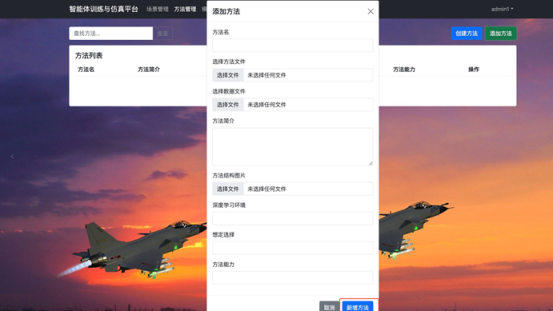 智能体训练与仿真平台 场景管理 方法管理
admin1
添加方法
查找方法...
创建方法 添加方法
方法列表
方法名 方法简介 方法能力 操作
方法名
选择方法文件
选择文件 未选择任何文件
选择数据文件
选择文件 未选择任何文件
方法简介
方法结构图片
选择文件 未选择任何文件
深度学习环境
想定选择
方法能力
取消 新增方法